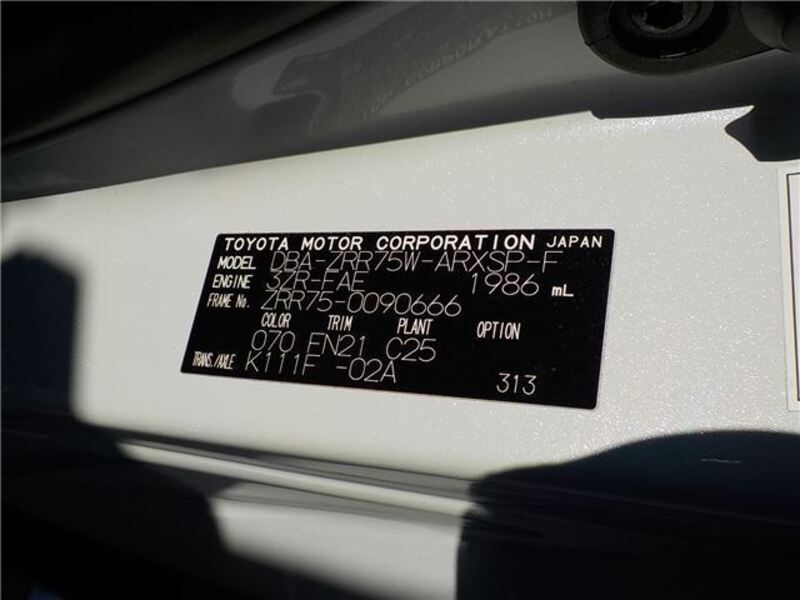 TOYOTA MOTOR CORPORATION JAPAN
MODEL DBA-ZRR75W-ARXSP-F
ENGINE 3ZR-FAE 1986 mL
FRAME No. ZRR75-0090666
COLOR TRIM PLANT OPTION
070 FN21 C25
TRANS./AXLE K111F -02A
313